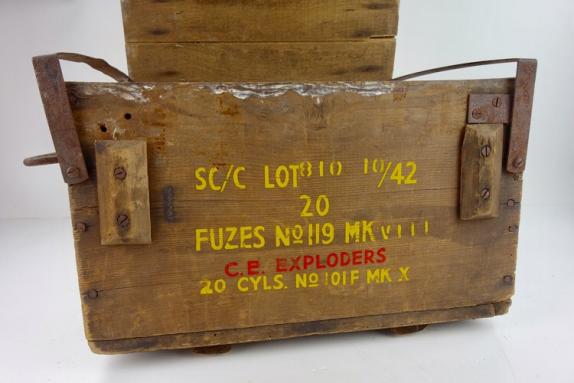 SC/C LOT 810 10/42
20
FUZES No 119 MK VIII
C.E. EXPLODERS
20 CYLS. No 101F MK X